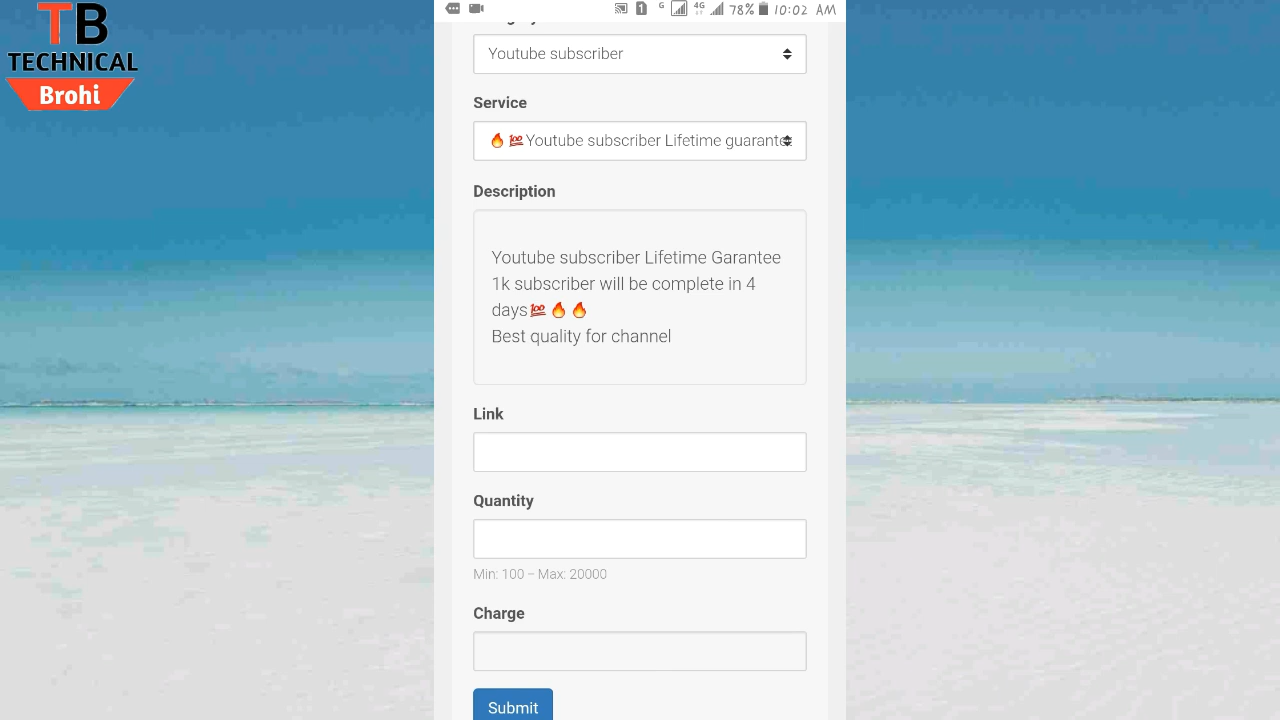 TB
TECHNICAL
Brohi
1 G 4G 78% 10:02 AM
Youtube subscriber
Service
🔥💯Youtube subscriber Lifetime guarante
Description
Youtube subscriber Lifetime Garantee
1k subscriber will be complete in 4
days💯🔥🔥
Best quality for channel
Link
Quantity
Min: 100 – Max: 20000
Charge
Submit